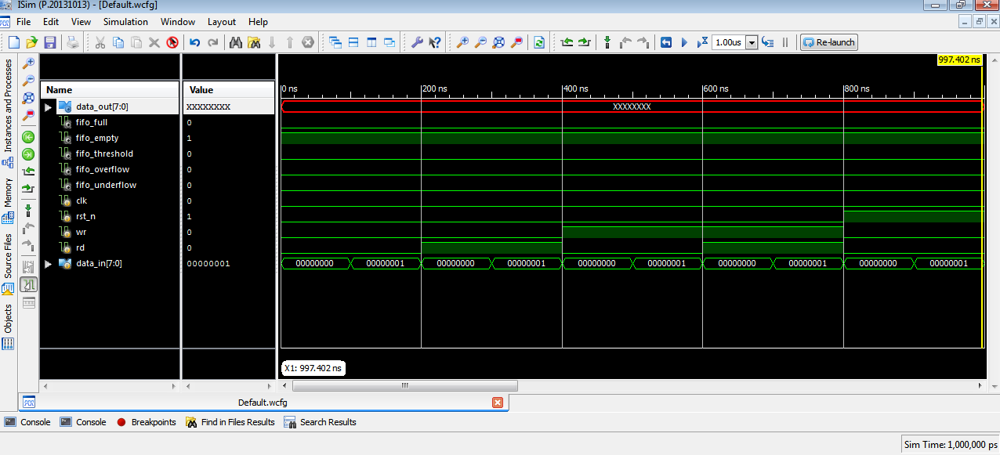 ISim (P.20131013) - [Default.wcfg]
File Edit View Simulation Window Layout Help
1.00us Re-launch
Instances and Processes
Memory
Source Files
Objects
997.402 ns
Name Value
0 ns 200 ns 400 ns 600 ns 800 ns
data_out[7:0] XXXXXXXX XXXXXXXX
fifo_full 0
fifo_empty 1
fifo_threshold 0
fifo_overflow 0
fifo_underflow 0
clk 0
rst_n 1
wr 0
rd 0
data_in[7:0] 00000001 00000000 00000001 00000000 00000001 00000000 00000001 00000000 00000001 00000000 00000001
X1: 997.402 ns
Default.wcfg
Console Console Breakpoints Find in Files Results Search Results
Sim Time: 1,000,000 ps